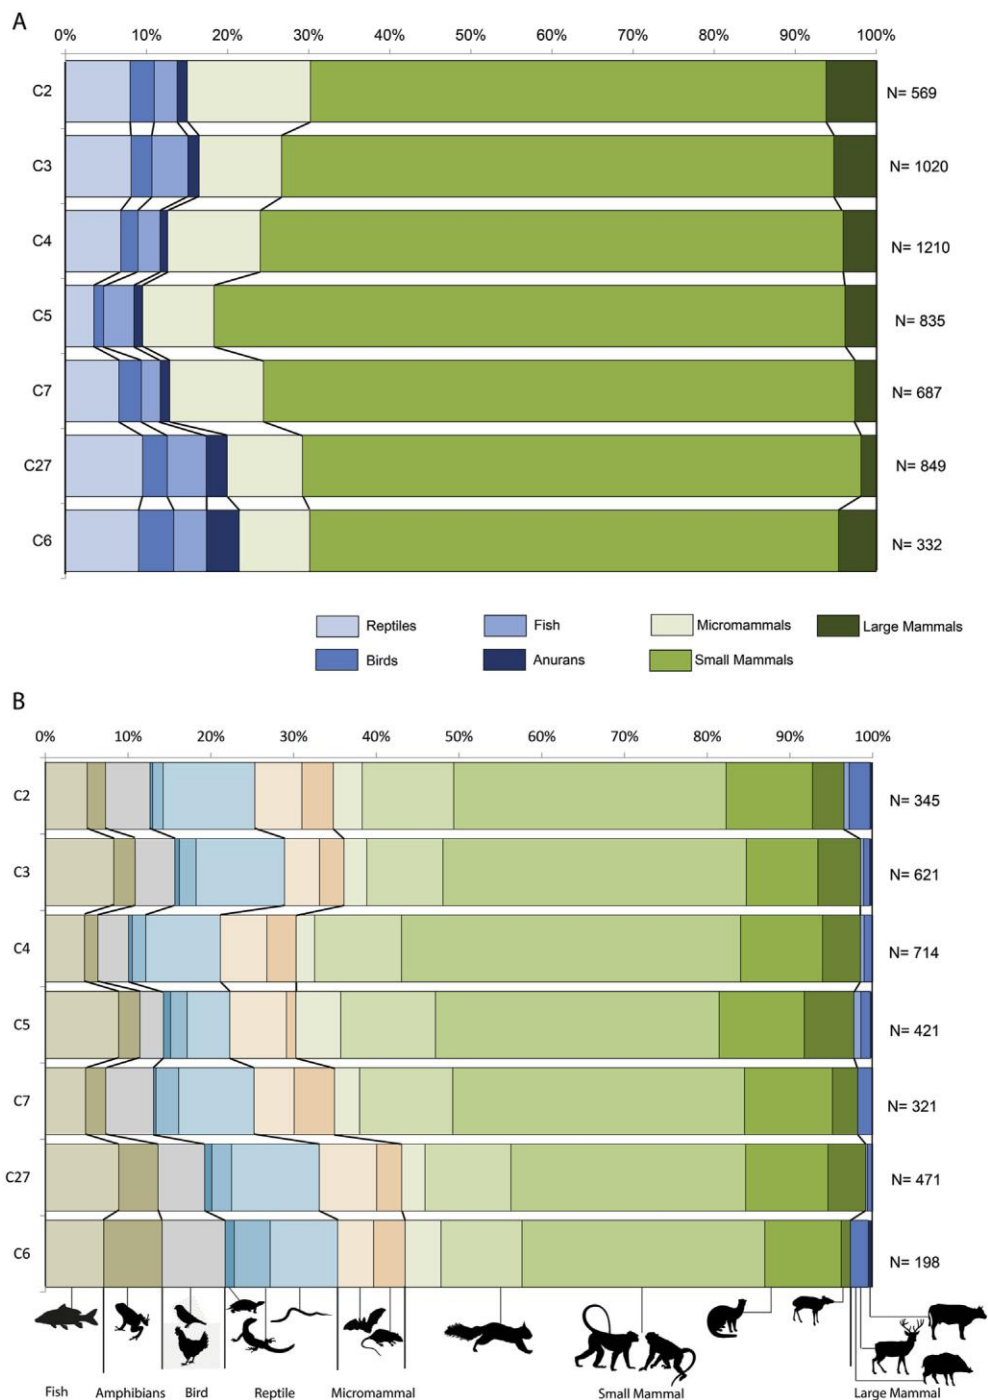 A
0% 10% 20% 30% 40% 50% 60% 70% 80% 90% 100%
C2 N= 569
C3 N= 1020
C4 N= 1210
C5 N= 835
C7 N= 687
C27 N= 849
C6 N= 332
Reptiles Fish Micromammals Large Mammals
Birds Anurans Small Mammals
B
0% 10% 20% 30% 40% 50% 60% 70% 80% 90% 100%
C2 N= 345
C3 N= 621
C4 N= 714
C5 N= 421
C7 N= 321
C27 N= 471
C6 N= 198
Fish Amphibians Bird Reptile Micromammal Small Mammal Large Mammal